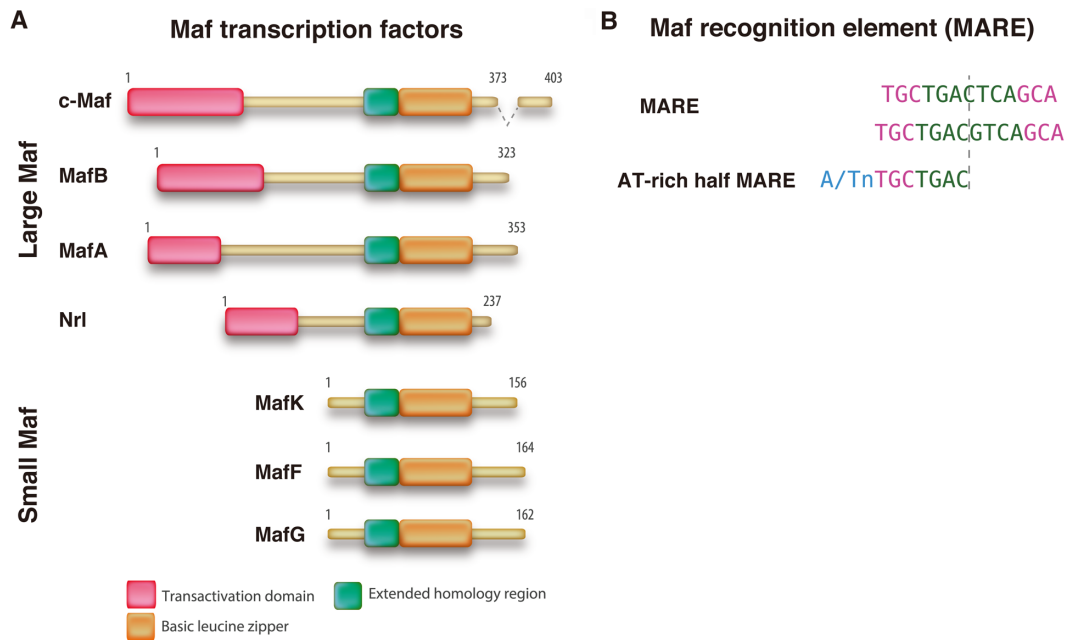 A
Maf transcription factors
Large Maf
1
373
403
c-Maf
1
323
MafB
1
353
MafA
1
237
Nrl
Small Maf
1
156
MafK
1
164
MafF
1
162
MafG
Transactivation domain
Extended homology region
Basic leucine zipper
B
Maf recognition element (MARE)
MARE
TGCTGACTCAGCA
TGCTGACGTCAGCA
AT-rich half MARE
A/TnTGCTGAC